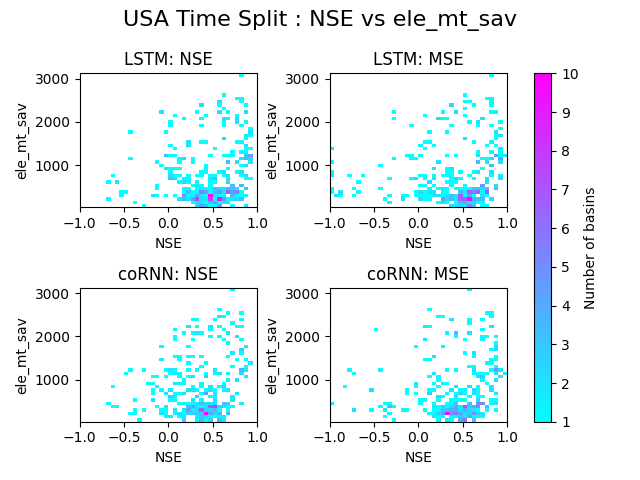 USA Time Split : NSE vs ele_mt_sav
LSTM: NSE
LSTM: MSE
3000
2000
1000
ele_mt_sav
−1.0 −0.5 0.0 0.5 1.0
NSE
3000
2000
1000
ele_mt_sav
−1.0 −0.5 0.0 0.5 1.0
NSE
coRNN: NSE
coRNN: MSE
3000
2000
1000
ele_mt_sav
−1.0 −0.5 0.0 0.5 1.0
NSE
3000
2000
1000
ele_mt_sav
−1.0 −0.5 0.0 0.5 1.0
NSE
10
9
8
7
6
5
4
3
2
1
Number of basins